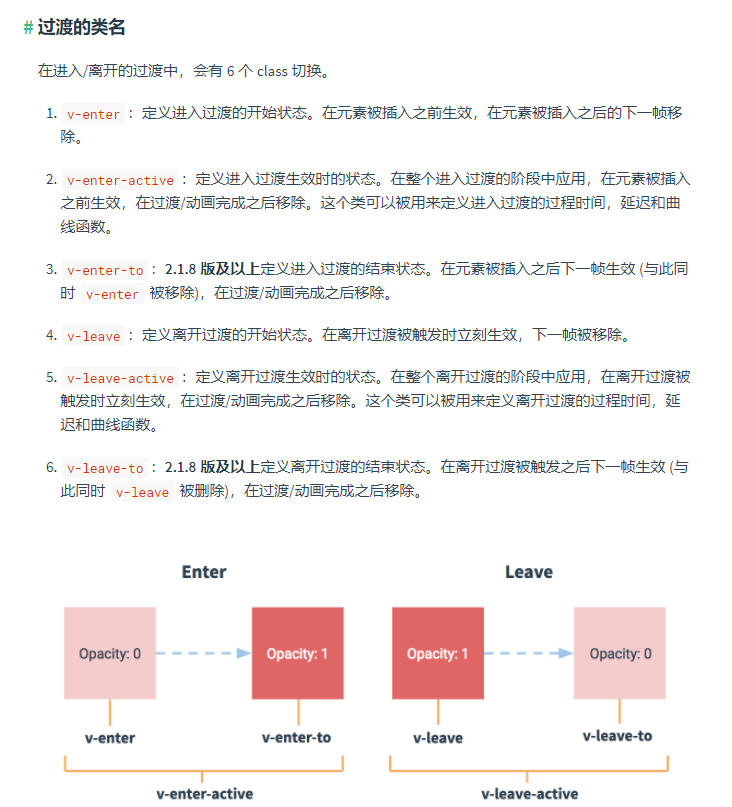 # 过渡的类名
在进入/离开的过渡中，会有 6 个 class 切换。
1. v-enter：定义进入过渡的开始状态。在元素被插入之前生效，在元素被插入之后的下一帧移
除。
2. v-enter-active：定义进入过渡生效时的状态。在整个进入过渡的阶段中应用，在元素被插入
之前生效，在过渡/动画完成之后移除。这个类可以被用来定义进入过渡的过程时间，延迟和曲
线函数。
3. v-enter-to：2.1.8 版及以上定义进入过渡的结束状态。在元素被插入之后下一帧生效 (与此同
时 v-enter 被移除)，在过渡/动画完成之后移除。
4. v-leave：定义离开过渡的开始状态。在离开过渡被触发时立刻生效，下一帧被移除。
5. v-leave-active：定义离开过渡生效时的状态。在整个离开过渡的阶段中应用，在离开过渡被
触发时立刻生效，在过渡/动画完成之后移除。这个类可以被用来定义离开过渡的过程时间，延
迟和曲线函数。
6. v-leave-to：2.1.8 版及以上定义离开过渡的结束状态。在离开过渡被触发之后下一帧生效 (与
此同时 v-leave 被删除)，在过渡/动画完成之后移除。
Enter
Leave
Opacity: 0
Opacity: 1
Opacity: 1
Opacity: 0
v-enter
v-enter-to
v-leave
v-leave-to
v-enter-active
v-leave-active